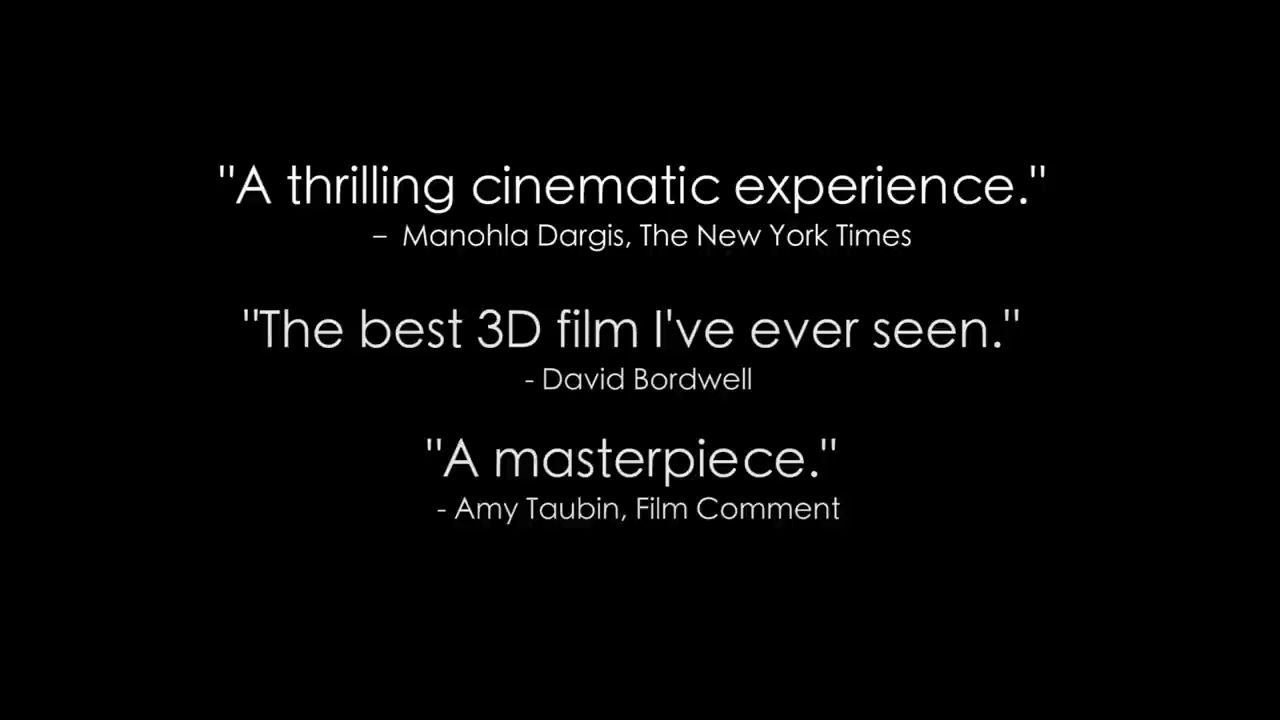 "A thrilling cinematic experience."
– Manohla Dargis, The New York Times
"The best 3D film I've ever seen."
- David Bordwell
"A masterpiece."
- Amy Taubin, Film Comment